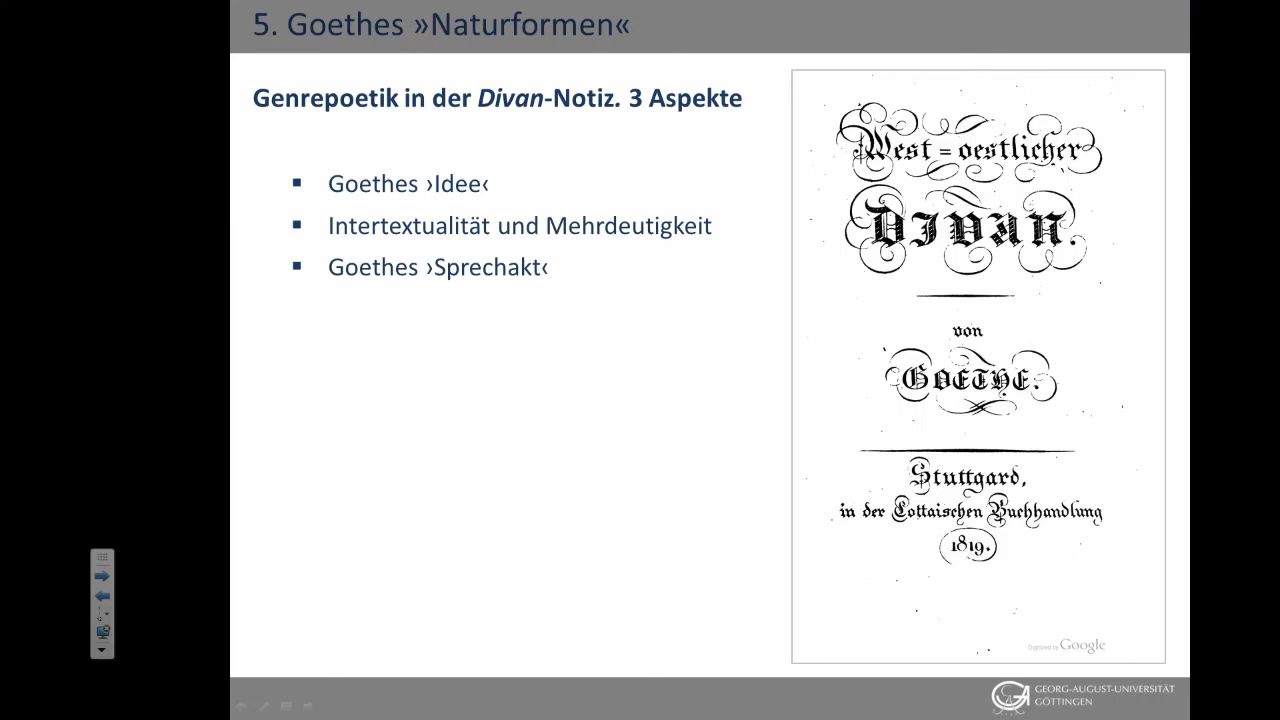 5. Goethes »Naturformen«
Genrepoetik in der Divan-Notiz. 3 Aspekte
Goethes ›Idee‹
Intertextualität und Mehrdeutigkeit
Goethes ›Sprechakt‹
West=oestlicher
DIVAN.
von
GOETHE.
Stuttgard,
in der Cottaischen Buchhandlung
1819.
Digitized by Google
GEORG-AUGUST-UNIVERSITÄT
GÖTTINGEN